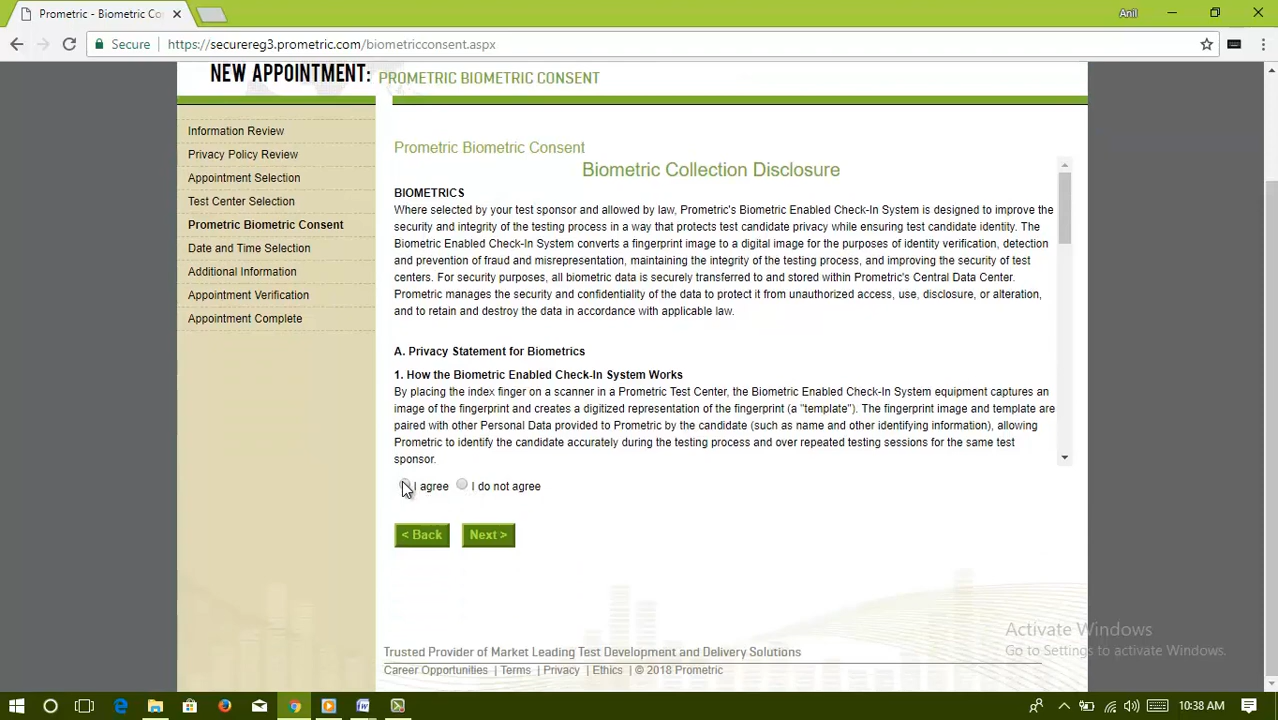 Prometric - Biometric Co
Anil
Secure
https://securereg3.prometric.com/biometricconsent.aspx
NEW APPOINTMENT: PROMETRIC BIOMETRIC CONSENT
Information Review
Privacy Policy Review
Appointment Selection
Test Center Selection
Prometric Biometric Consent
Date and Time Selection
Additional Information
Appointment Verification
Appointment Complete
Prometric Biometric Consent
Biometric Collection Disclosure
BIOMETRICS
Where selected by your test sponsor and allowed by law, Prometric's Biometric Enabled Check-In System is designed to improve the
security and integrity of the testing process in a way that protects test candidate privacy while ensuring test candidate identity. The
Biometric Enabled Check-In System converts a fingerprint image to a digital image for the purposes of identity verification, detection
and prevention of fraud and misrepresentation, maintaining the integrity of the testing process, and improving the security of test
centers. For security purposes, all biometric data is securely transferred to and stored within Prometric's Central Data Center.
Prometric manages the security and confidentiality of the data to protect it from unauthorized access, use, disclosure, or alteration,
and to retain and destroy the data in accordance with applicable law.
A. Privacy Statement for Biometrics
1. How the Biometric Enabled Check-In System Works
By placing the index finger on a scanner in a Prometric Test Center, the Biometric Enabled Check-In System equipment captures an
image of the fingerprint and creates a digitized representation of the fingerprint (a "template"). The fingerprint image and template are
paired with other Personal Data provided to Prometric by the candidate (such as name and other identifying information), allowing
Prometric to identify the candidate accurately during the testing process and over repeated testing sessions for the same test
sponsor.
I agree I do not agree
< Back Next >
Activate Windows
Go to Settings to activate Windows.
Trusted Provider of Market Leading Test Development and Delivery Solutions
Career Opportunities | Terms | Privacy | Ethics | © 2018 Prometric
10:38 AM